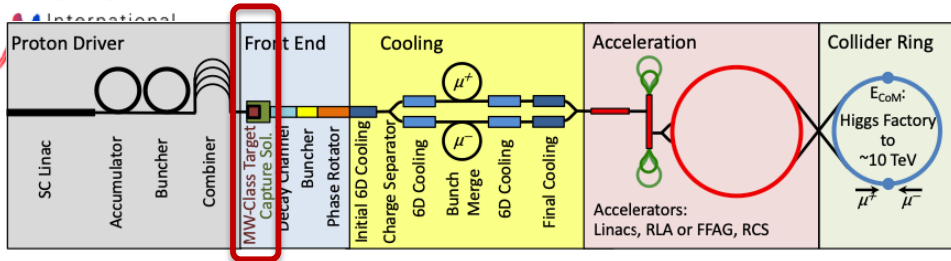 International
Proton Driver
Front End
Cooling
Acceleration
Collider Ring
SC Linac
Accumulator
Buncher
Combiner
MW-Class Target
Capture Sol.
Decay Channel
Buncher
Phase Rotator
Initial 6D Cooling
Charge Separator
6D Cooling
μ+
μ−
Bunch
Merge
6D Cooling
Final Cooling
Accelerators:
Linacs, RLA or FFAG, RCS
ECoM:
Higgs Factory
to
~10 TeV
μ+
μ−